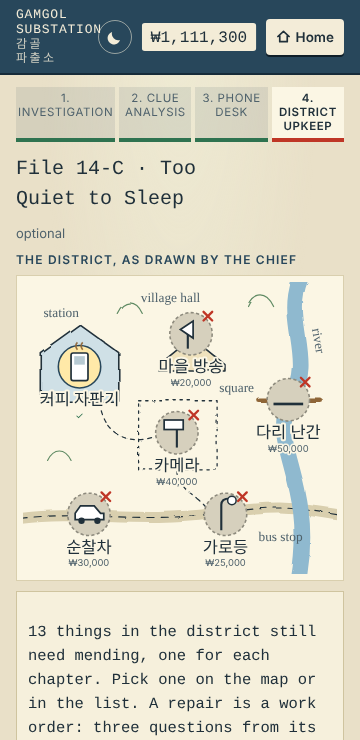 GAMGOL
SUBSTATION
감골
파출소
₩1,111,300
Home
1.
INVESTIGATION
2. CLUE
ANALYSIS
3. PHONE
DESK
4.
DISTRICT
UPKEEP
File 14-C · Too
Quiet to Sleep
optional
THE DISTRICT, AS DRAWN BY THE CHIEF
village hall
station
river
마을 방송
₩20,000
커피 자판기
square
다리 난간
₩50,000
카메라
₩40,000
bus stop
순찰차
₩30,000
가로등
₩25,000
13 things in the district still
need mending, one for each
chapter. Pick one on the map or
in the list. A repair is a work
order: three questions from its